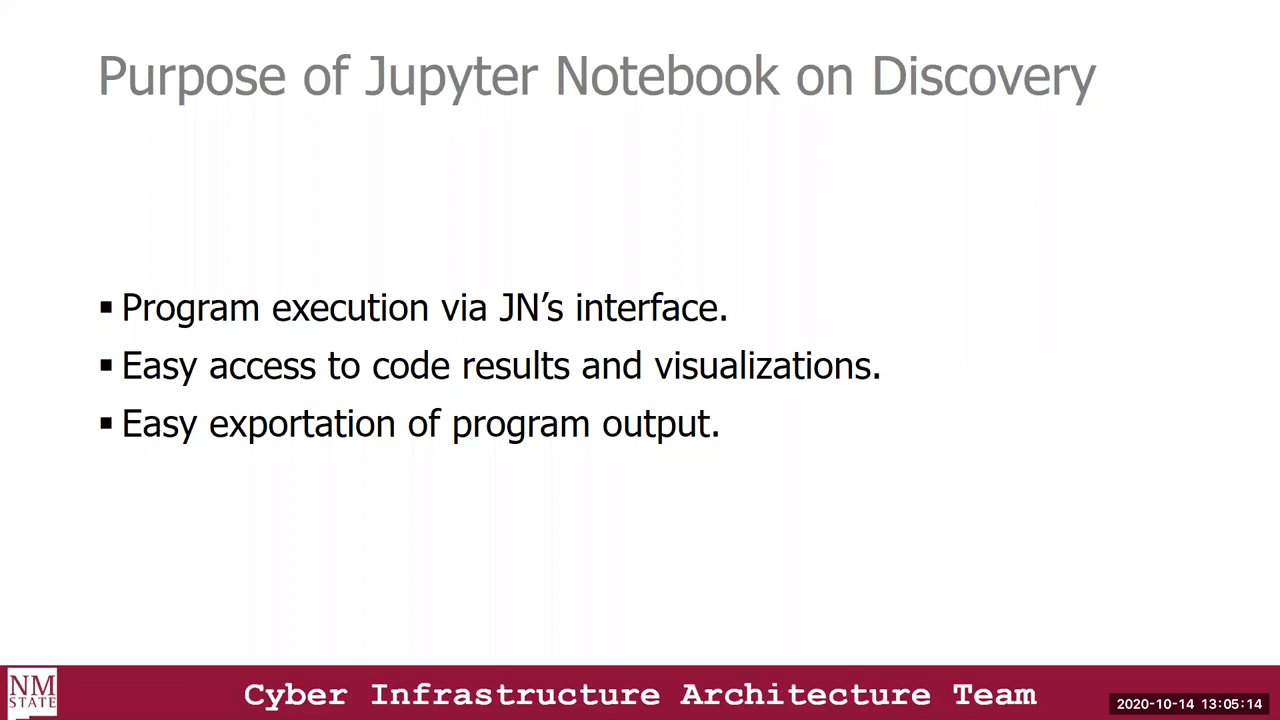 Purpose of Jupyter Notebook on Discovery
▪ Program execution via JN’s interface.
▪ Easy access to code results and visualizations.
▪ Easy exportation of program output.
NM
STATE
Cyber Infrastructure Architecture Team
2020-10-14 13:05:14